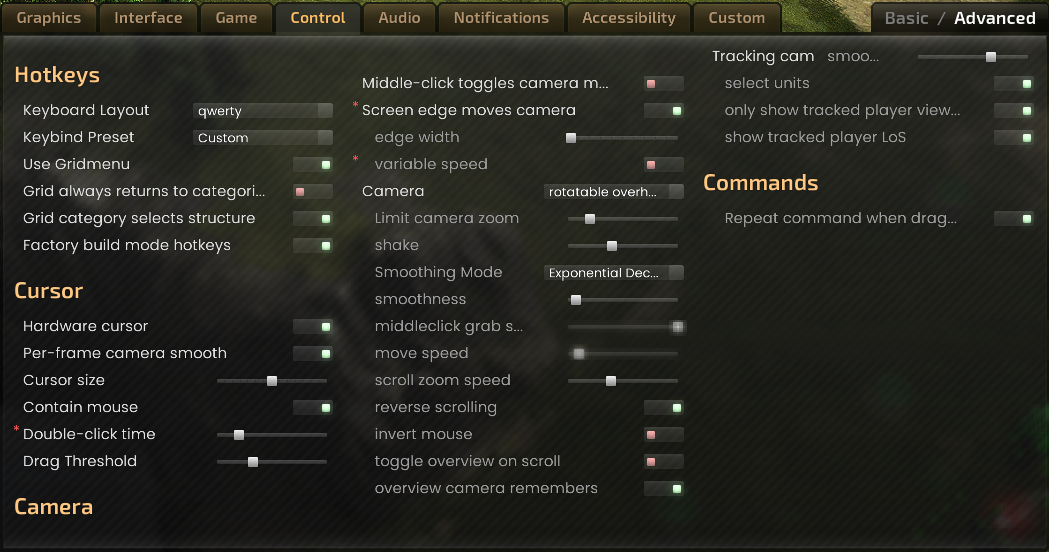 Graphics Interface Game Control Audio Notifications Accessibility Custom Basic / Advanced
Hotkeys
Keyboard Layout qwerty
Keybind Preset Custom
Use Gridmenu
Grid always returns to categori...
Grid category selects structure
Factory build mode hotkeys
Cursor
Hardware cursor
Per-frame camera smooth
Cursor size
Contain mouse
* Double-click time
Drag Threshold
Camera
Middle-click toggles camera m...
* Screen edge moves camera
edge width
* variable speed
Camera rotatable overh...
Limit camera zoom
shake
Smoothing Mode Exponential Dec...
smoothness
middleclick grab s...
move speed
scroll zoom speed
reverse scrolling
invert mouse
toggle overview on scroll
overview camera remembers
Tracking cam smoo...
select units
only show tracked player view...
show tracked player LoS
Commands
Repeat command when drag...